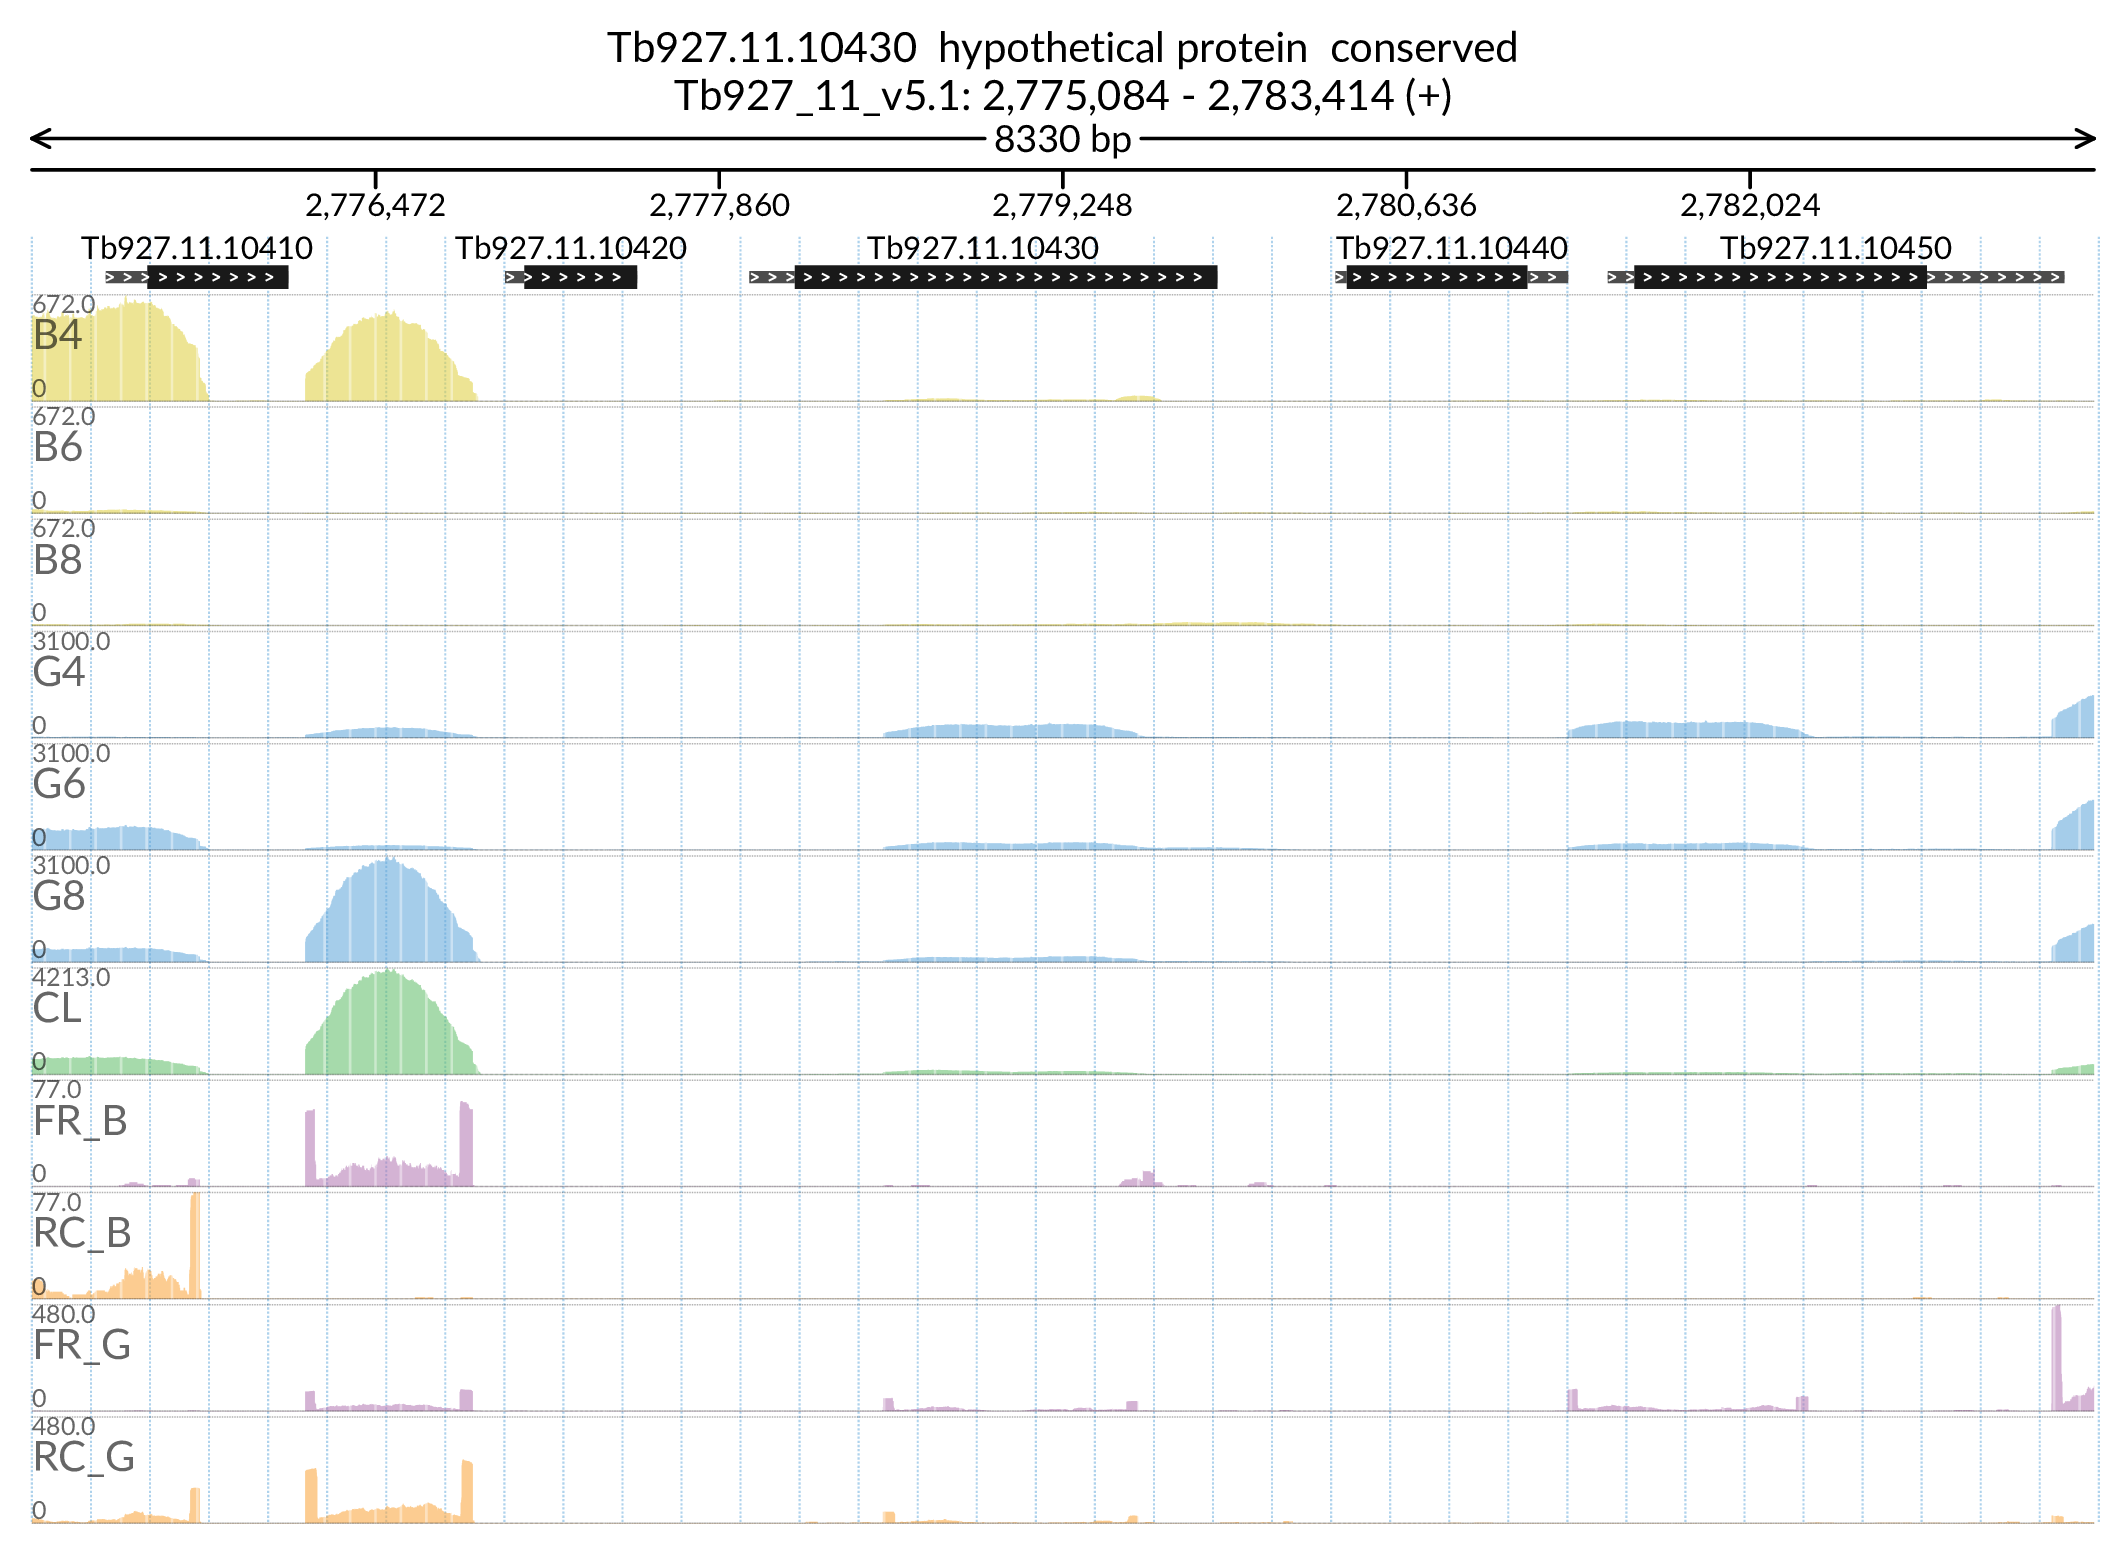 Tb927.11.10430 hypothetical protein conserved
Tb927_11_v5.1: 2,775,084 - 2,783,414 (+)
8330 bp
2,776,472 2,777,860 2,779,248 2,780,636 2,782,024
Tb927.11.10410 Tb927.11.10420 Tb927.11.10430 Tb927.11.10440 Tb927.11.10450
672.0
B4
0
672.0
B6
0
672.0
B8
0
3100.0
G4
0
3100.0
G6
0
3100.0
G8
0
4213.0
CL
0
77.0
FR_B
0
77.0
RC_B
0
480.0
FR_G
0
480.0
RC_G
0